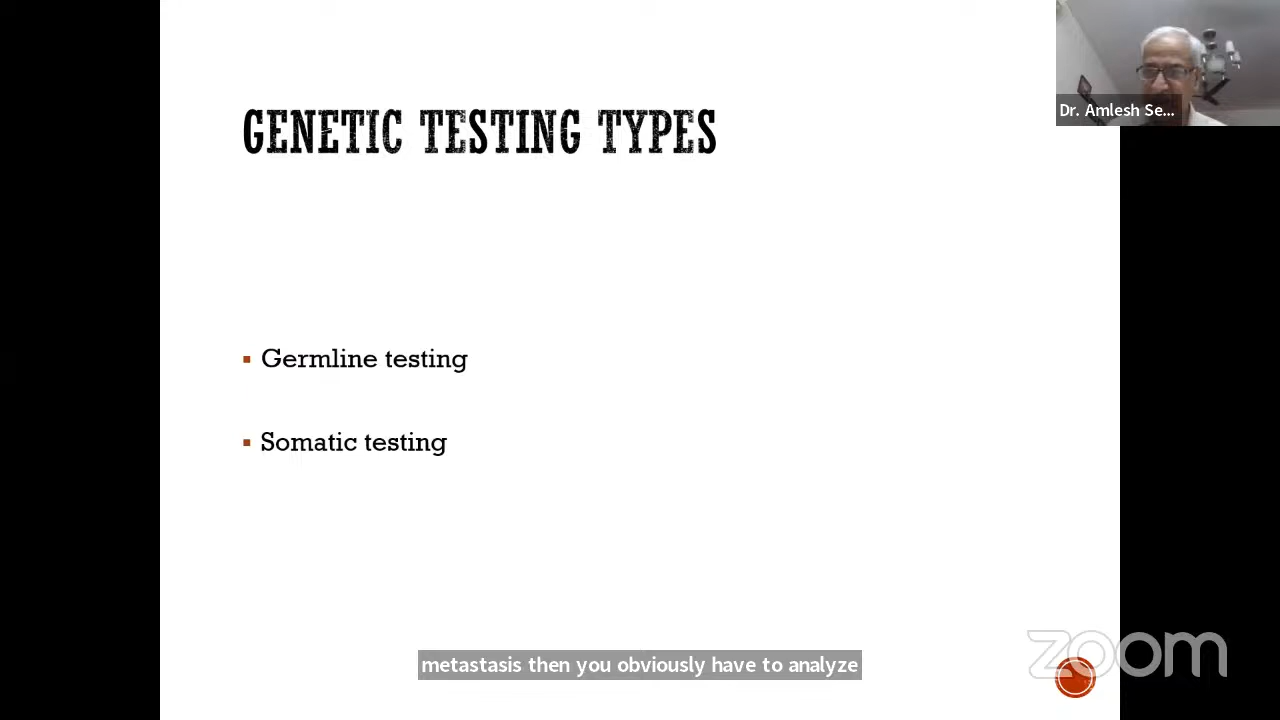 Dr. Amlesh Se...
GENETIC TESTING TYPES
Germline testing
Somatic testing
metastasis then you obviously have to analyze
zoom